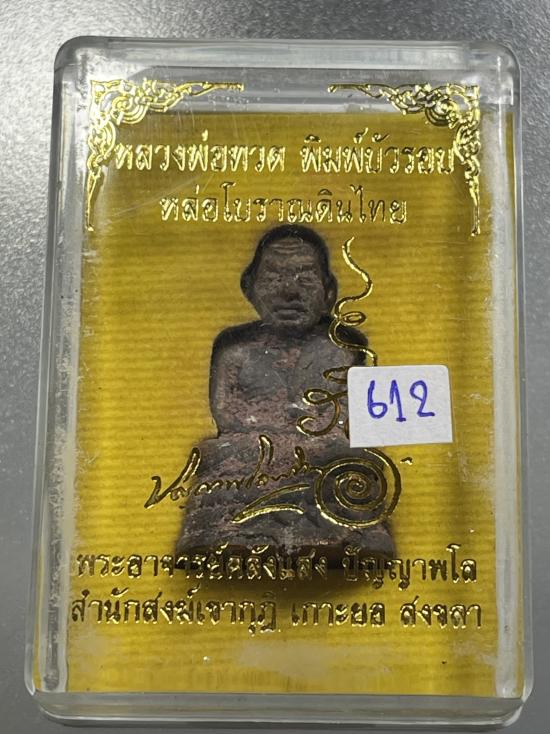 หลวงพ่อทวด พิมพ์บัวรอบ
หล่อโบราณดินไทย
612
พระอาจารย์คลังแสง ปัญญาพโล
สำนักสงฆ์เขากุฎิ เกาะยอ สงขลา